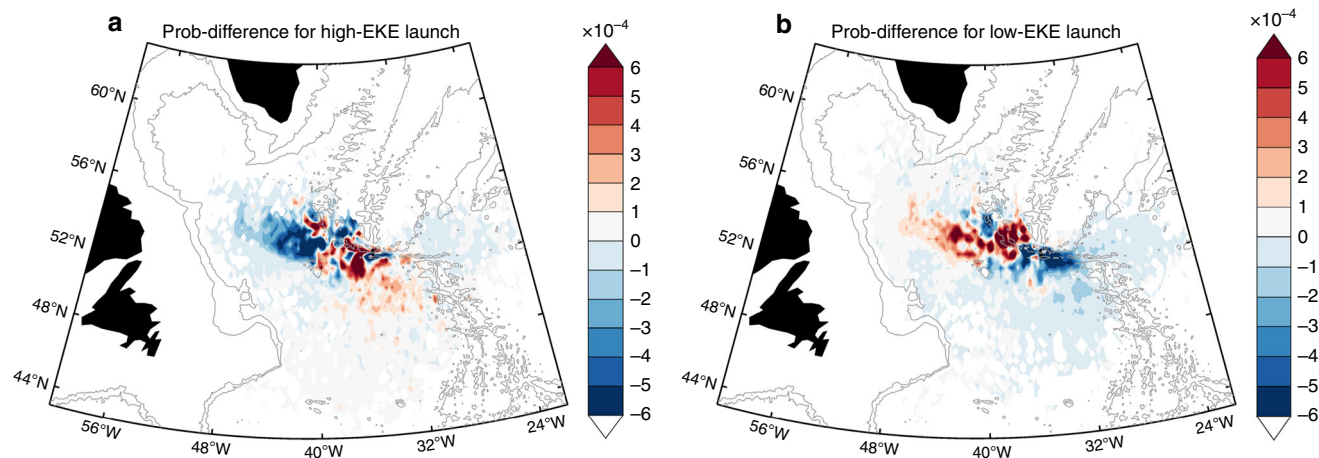 a
Prob-difference for high-EKE launch
×10⁻⁴
60°N
56°N
52°N
48°N
44°N
56°W
48°W
40°W
32°W
24°W
6
5
4
3
2
1
0
−1
−2
−3
−4
−5
−6
b
Prob-difference for low-EKE launch
×10⁻⁴
60°N
56°N
52°N
48°N
44°N
56°W
48°W
40°W
32°W
24°W
6
5
4
3
2
1
0
−1
−2
−3
−4
−5
−6